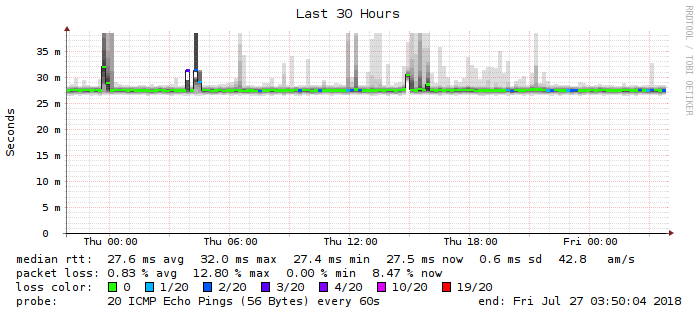 Last 30 Hours
RRDTOOL / TOBI OETIKER
Seconds
35 m
30 m
25 m
20 m
15 m
10 m
5 m
0
Thu 00:00 Thu 06:00 Thu 12:00 Thu 18:00 Fri 00:00
median rtt: 27.6 ms avg 32.0 ms max 27.4 ms min 27.5 ms now 0.6 ms sd 42.8 am/s
packet loss: 0.83 % avg 12.80 % max 0.00 % min 8.47 % now
loss color: 0 1/20 2/20 3/20 4/20 10/20 19/20
probe: 20 ICMP Echo Pings (56 Bytes) every 60s end: Fri Jul 27 03:50:04 2018